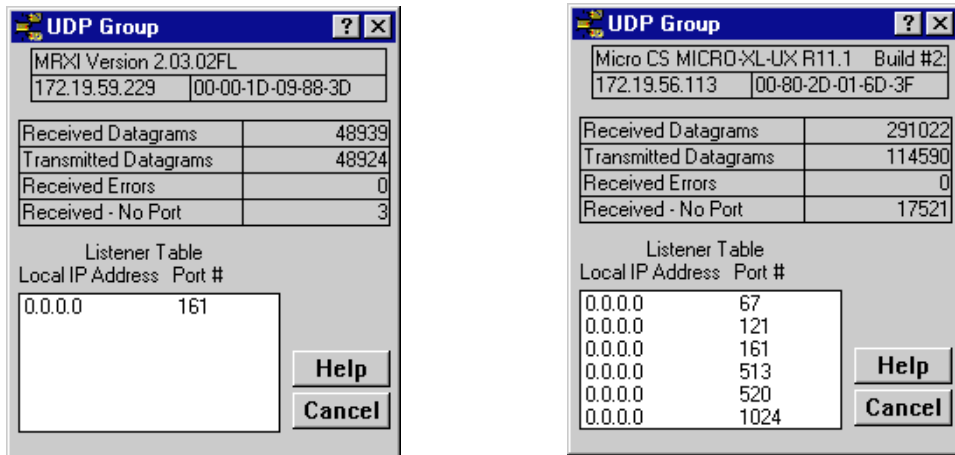 UDP Group
MRXI Version 2.03.02FL
172.19.59.229 00-00-1D-09-88-3D
Received Datagrams 48939
Transmitted Datagrams 48924
Received Errors 0
Received - No Port 3
Listener Table
Local IP Address Port #
0.0.0.0 161
Help
Cancel
UDP Group
Micro CS MICRO-XL-UX R11.1 Build #2:
172.19.56.113 00-80-2D-01-6D-3F
Received Datagrams 291022
Transmitted Datagrams 114590
Received Errors 0
Received - No Port 17521
Listener Table
Local IP Address Port #
0.0.0.0 67
0.0.0.0 121
0.0.0.0 161
0.0.0.0 513
0.0.0.0 520
0.0.0.0 1024
Help
Cancel